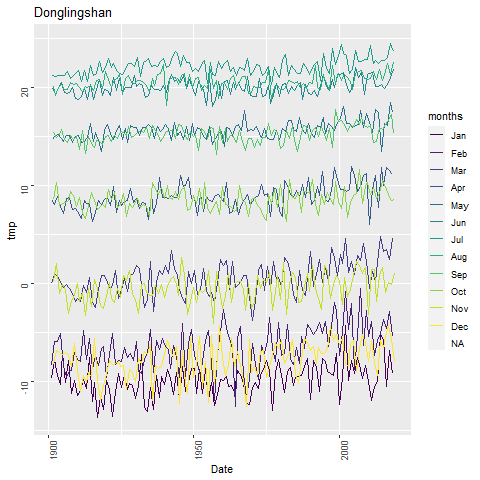 Donglingshan
20
10
0
-10
tmp
1900
1950
2000
Date
months
Jan
Feb
Mar
Apr
May
Jun
Jul
Aug
Sep
Oct
Nov
Dec
NA